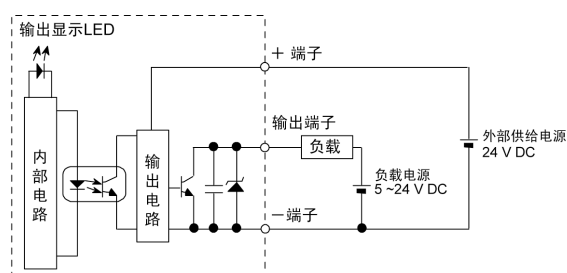 输出显示LED
+ 端子
输出端子
负载
外部供给电源
24 V DC
内部电路
输出电路
负载电源
5 ~24 V DC
－端子